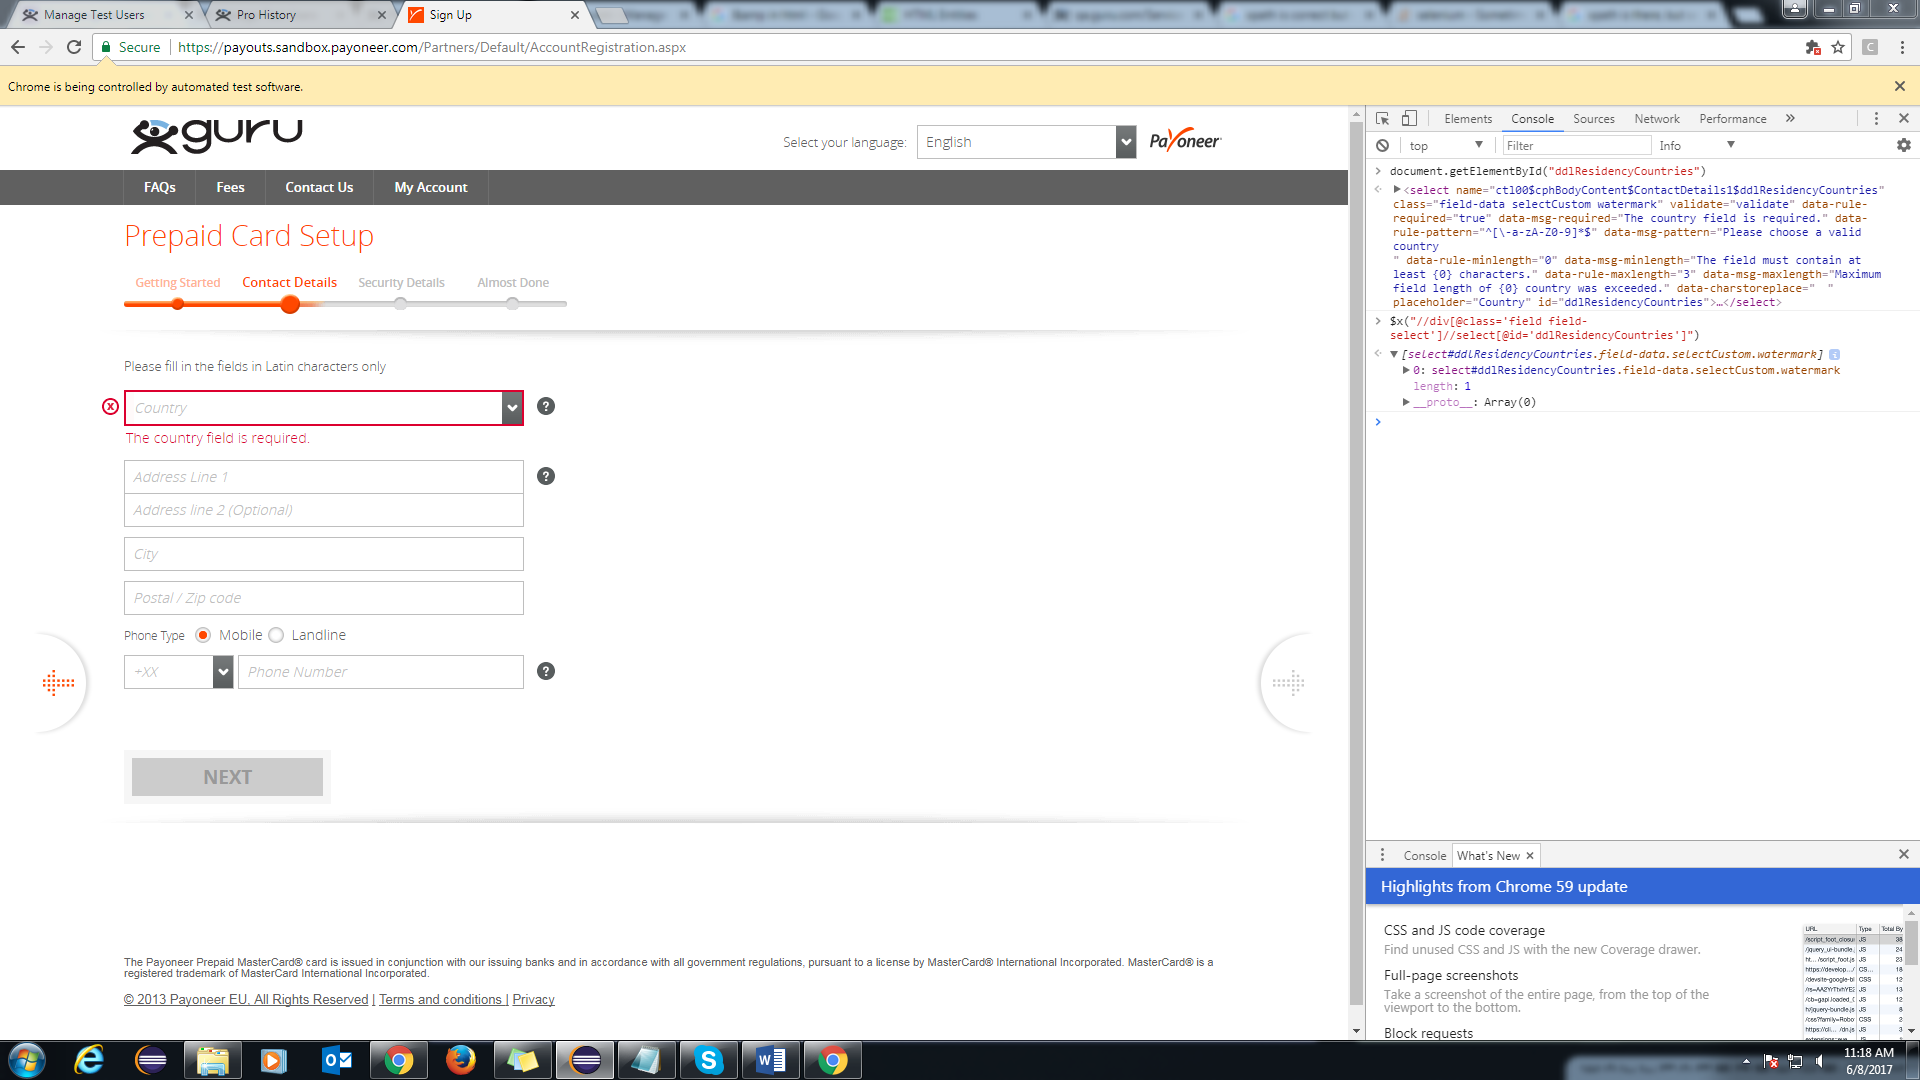 Manage Test Users
Pro History
Sign Up
HTML Entities
Secure
https://payouts.sandbox.payoneer.com/Partners/Default/AccountRegistration.aspx
Chrome is being controlled by automated test software.
guru
Select your language:
English
Payoneer
FAQs
Fees
Contact Us
My Account
Prepaid Card Setup
Getting Started
Contact Details
Security Details
Almost Done
Please fill in the fields in Latin characters only
Country
The country field is required.
Address Line 1
Address line 2 (Optional)
City
Postal / Zip code
Phone Type
Mobile
Landline
+XX
Phone Number
NEXT
The Payoneer Prepaid MasterCard® card is issued in conjunction with our issuing banks and in accordance with all government regulations, pursuant to a license by MasterCard® International Incorporated. MasterCard® is a
registered trademark of MasterCard International Incorporated.
© 2013 Payoneer EU, All Rights Reserved | Terms and conditions | Privacy
Elements
Console
Sources
Network
Performance
top
Filter
Info
document.getElementById("ddlResidencyCountries")
<select name="ctl00$cphBodyContent$ContactDetails1$ddlResidencyCountries"
class="field-data selectCustom watermark" validate="validate" data-rule-
required="true" data-msg-required="The country field is required." data-
rule-pattern="^[\-a-zA-Z0-9]*$" data-msg-pattern="Please choose a valid
country
" data-rule-minlength="0" data-msg-minlength="The field must contain at
least {0} characters." data-rule-maxlength="3" data-msg-maxlength="Maximum
field length of {0} country was exceeded." data-charstoreplace="  "
placeholder="Country" id="ddlResidencyCountries">…</select>
$x("//div[@class='field field-
select']//select[@id='ddlResidencyCountries']")
[select#ddlResidencyCountries.field-data.selectCustom.watermark]
0: select#ddlResidencyCountries.field-data.selectCustom.watermark
length: 1
__proto__: Array(0)
Console
What's New
Highlights from Chrome 59 update
CSS and JS code coverage
Find unused CSS and JS with the new Coverage drawer.
Full-page screenshots
Take a screenshot of the entire page, from the top of the
viewport to the bottom.
Block requests
URL
Type
Total By
11:18 AM
6/8/2017